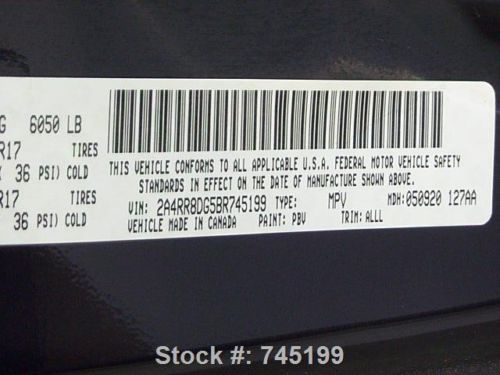 G 6050 LB
R17 TIRES
36 PSI) COLD
R17 TIRES
36 PSI) COLD
THIS VEHICLE CONFORMS TO ALL APPLICABLE U.S.A. FEDERAL MOTOR VEHICLE SAFETY
STANDARDS IN EFFECT ON THE DATE OF MANUFACTURE SHOWN ABOVE.
VIN: 2A4RR8DG5BR745199 TYPE: MPV MDH: 050920 127AA
VEHICLE MADE IN CANADA PAINT: PBV TRIM: ALLL
Stock #: 745199